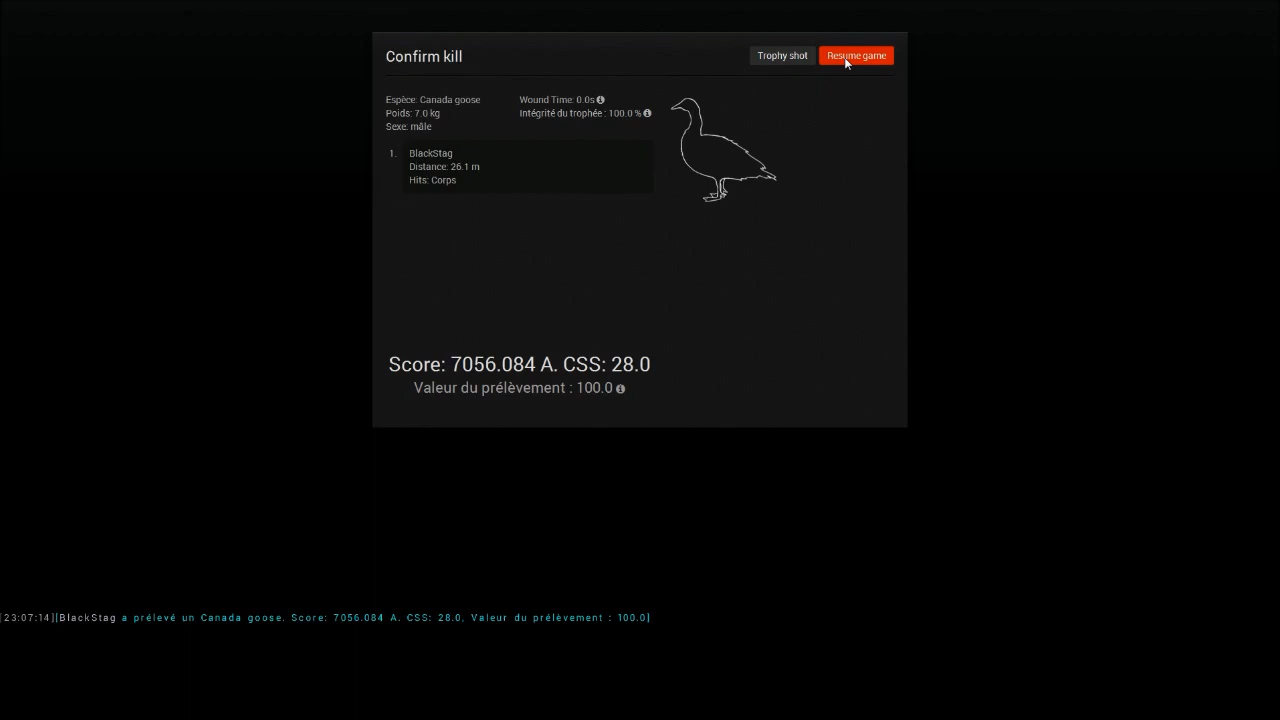 Confirm kill
Trophy shot
Resume game
Espèce: Canada goose
Poids: 7.0 kg
Sexe: mâle
Wound Time: 0.0s
Intégrité du trophée : 100.0 %
1. BlackStag
Distance: 26.1 m
Hits: Corps
Score: 7056.084 A. CSS: 28.0
Valeur du prélèvement : 100.0
[23:07:14][BlackStag a prélevé un Canada goose. Score: 7056.084 A. CSS: 28.0, Valeur du prélèvement : 100.0]